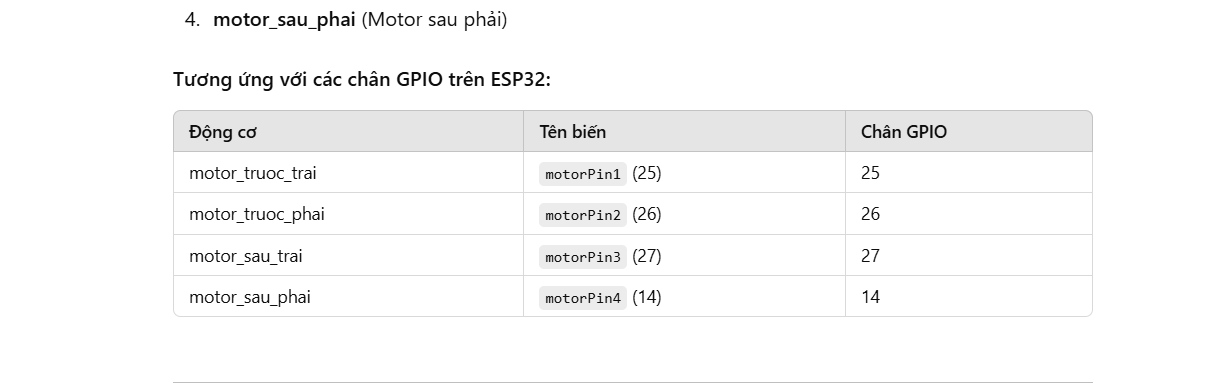 4. motor_sau_phai (Motor sau phải)
Tương ứng với các chân GPIO trên ESP32:
Động cơ Tên biến Chân GPIO
motor_truoc_trai motorPin1 (25) 25
motor_truoc_phai motorPin2 (26) 26
motor_sau_trai motorPin3 (27) 27
motor_sau_phai motorPin4 (14) 14